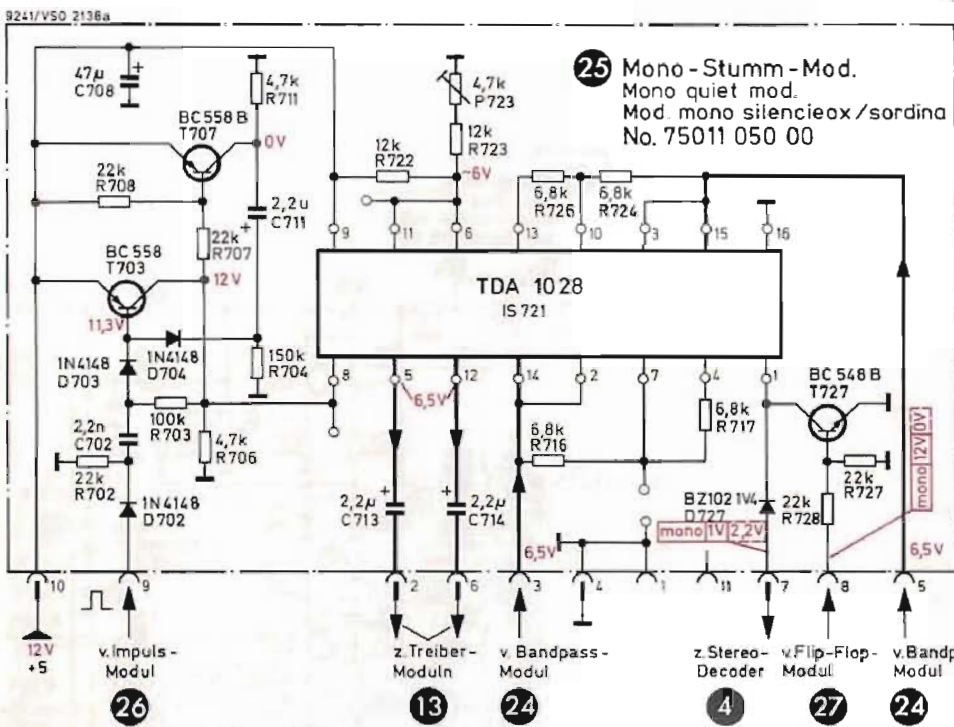 9241/VSO 2136a
25 Mono-Stumm-Mod.
Mono quiet mod.
Mod. mono silencieox/sordina
No. 75011 050 00
47µ
C708
+
4,7k
R711
4,7k
P723
BC 558 B
T707
0V
12k
R723
12k
R722
~6V
22k
R708
2,2u
C711
+
6,8k
R726
6,8k
R724
22k
R707
9
11
6
13
10
3
15
16
BC 558
T703
12V
TDA 1028
IS 721
11,3V
1N4148
D703
1N4148
D704
150k
R704
8
5
12
14
2
7
4
1
BC 548 B
T727
6,5V
100k
R703
2,2n
C702
4,7k
R706
6,8k
R716
6,8k
R717
22k
R702
1N4148
D702
2,2µ
C713
+
2,2µ
C714
+
BZ102 1V4
D727
22k
R728
22k
R727
mono 12V 0V
mono 1V 2,2V
6,5V
6,5V
10
9
2
6
3
4
1
11
7
8
5
12V
+5
v. Impuls-
Modul
26
z. Treiber-
Moduln
13
v. Bandpass-
Modul
24
z. Stereo-
Decoder
4
v. Flip-Flop-
Modul
27
v. Bandp
Modul
24